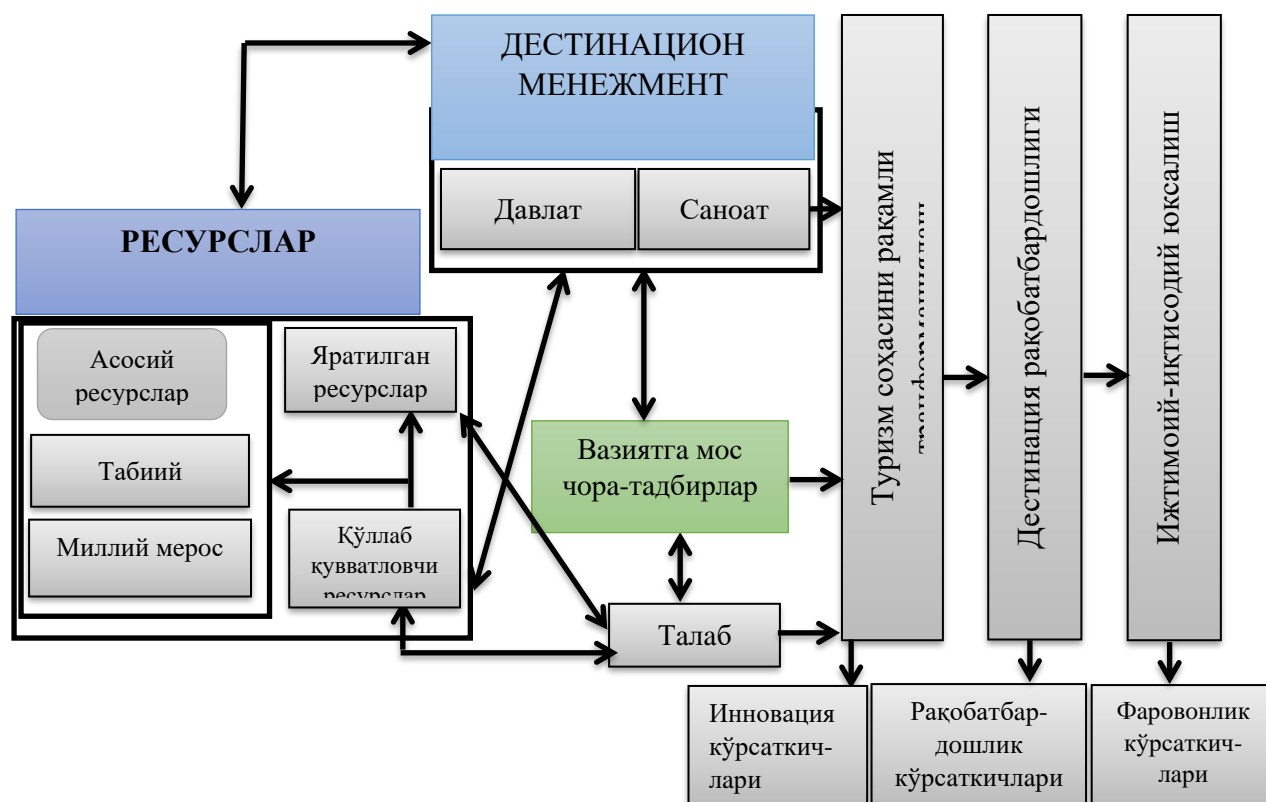 ДЕСТИНАЦИОН
МЕНЕЖМЕНТ
Давлат
Саноат
РЕСУРСЛАР
Асосий
ресурслар
Табиий
Миллий мерос
Яратилган
ресурслар
Қўллаб
қувватловчи
ресурслар
Вазиятга мос
чора-тадбирлар
Талаб
Туризм соҳасини рақамли
Дестинация рақобатбардошлиги
Ижтимоий-иқтисодий юксалиш
Инновация
кўрсаткич-
лари
Рақобатбар-
дошлик
кўрсаткичлари
Фаровонлик
кўрсаткич-
лари